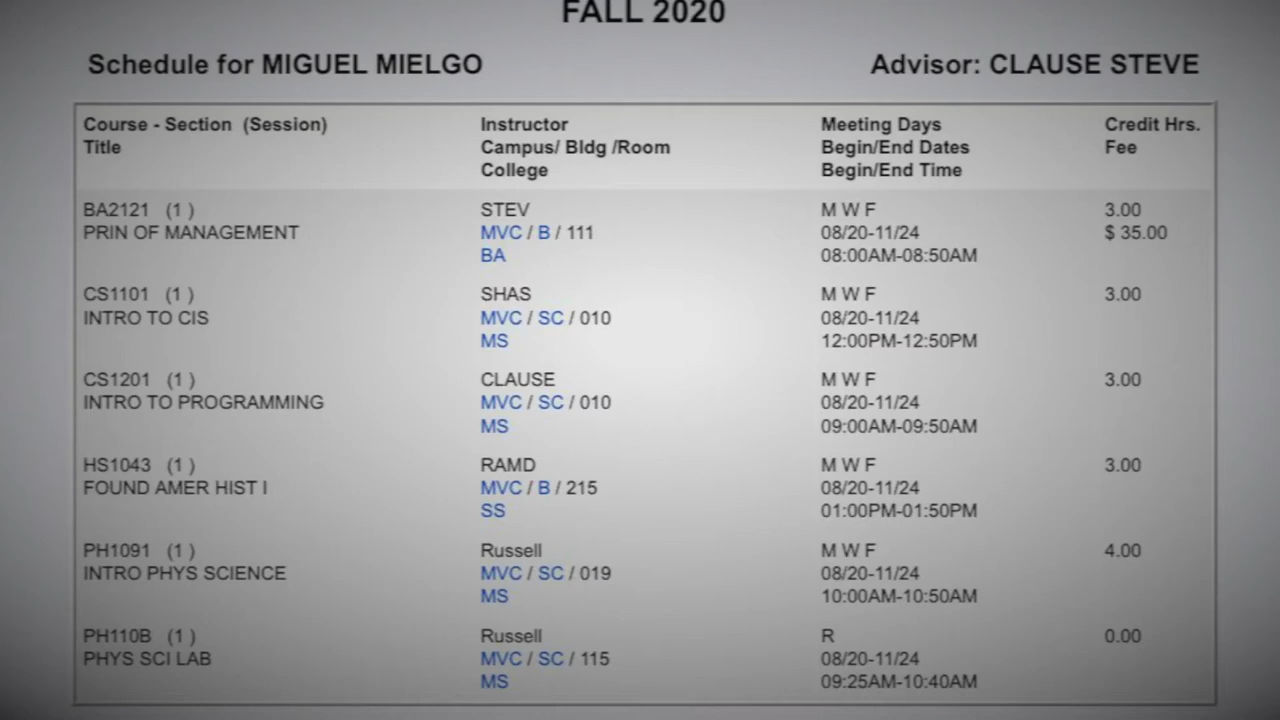 FALL 2020
Schedule for MIGUEL MIELGO Advisor: CLAUSE STEVE
Course - Section (Session) Instructor Meeting Days Credit Hrs.
Title Campus/ Bldg /Room Begin/End Dates Fee
College Begin/End Time
BA2121 (1 ) STEV M W F 3.00
PRIN OF MANAGEMENT MVC / B / 111 08/20-11/24 $ 35.00
BA 08:00AM-08:50AM
CS1101 (1 ) SHAS M W F 3.00
INTRO TO CIS MVC / SC / 010 08/20-11/24
MS 12:00PM-12:50PM
CS1201 (1 ) CLAUSE M W F 3.00
INTRO TO PROGRAMMING MVC / SC / 010 08/20-11/24
MS 09:00AM-09:50AM
HS1043 (1 ) RAMD M W F 3.00
FOUND AMER HIST I MVC / B / 215 08/20-11/24
SS 01:00PM-01:50PM
PH1091 (1 ) Russell M W F 4.00
INTRO PHYS SCIENCE MVC / SC / 019 08/20-11/24
MS 10:00AM-10:50AM
PH110B (1 ) Russell R 0.00
PHYS SCI LAB MVC / SC / 115 08/20-11/24
MS 09:25AM-10:40AM